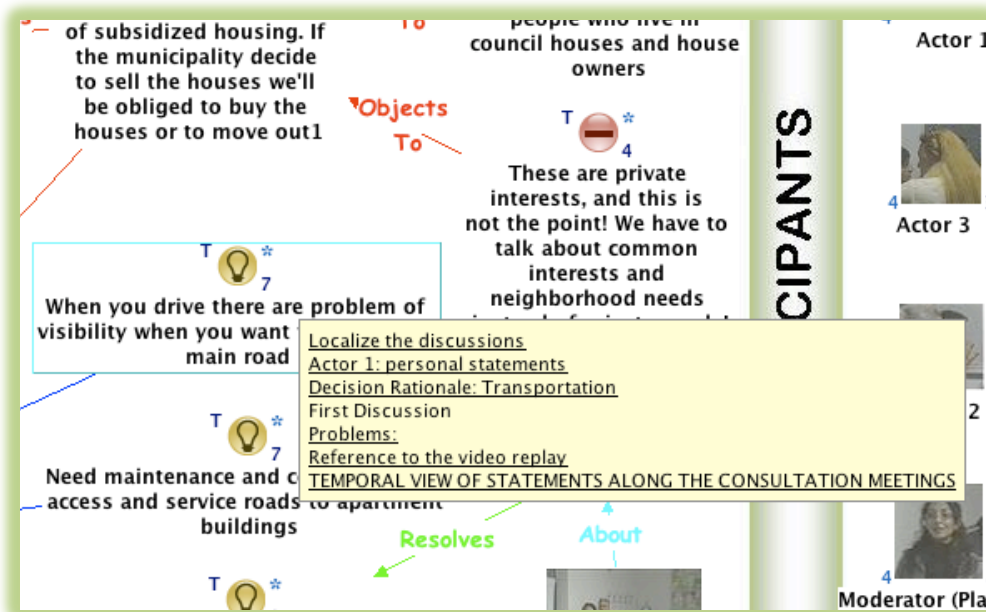 of subsidized housing. If
the municipality decide
to sell the houses we'll
be obliged to buy the
houses or to move out1
To
Objects
To
people who live in
council houses and house
owners
T
*
4
These are private
interests, and this is
not the point! We have to
talk about common
interests and
neighborhood needs
T
*
7
When you drive there are problem of
visibility when you want
main road
Localize the discussions
Actor 1: personal statements
Decision Rationale: Transportation
First Discussion
Problems:
Reference to the video replay
TEMPORAL VIEW OF STATEMENTS ALONG THE CONSULTATION MEETINGS
T
*
7
Need maintenance and
access and service roads to apartment
buildings
Resolves
About
T
*
CIPANTS
4
Actor 1
4
Actor 3
2
4
Moderator (Pla